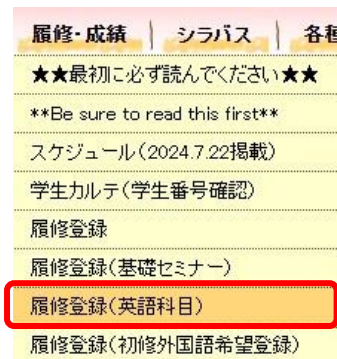 履修・成績 シラバス 各種
★★最初に必ず読んでください★★
**Be sure to read this first**
スケジュール(2024.7.22掲載)
学生カルテ(学生番号確認)
履修登録
履修登録(基礎セミナー)
履修登録(英語科目)
履修登録(初修外国語希望登録)